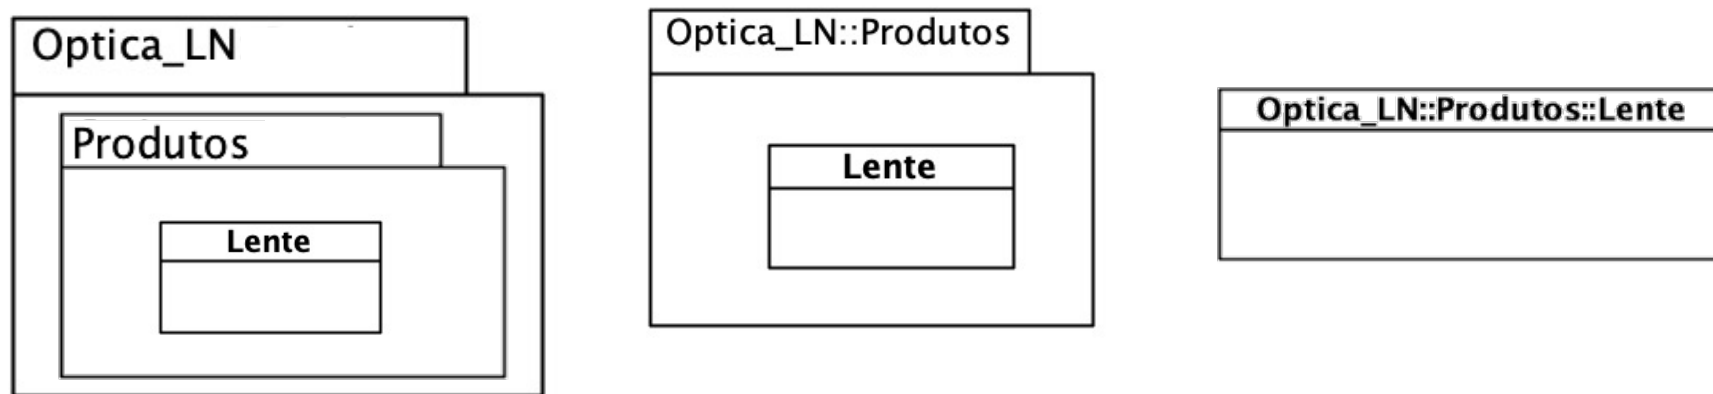 Optica_LN
Produtos
Lente
Optica_LN::Produtos
Lente
Optica_LN::Produtos::Lente